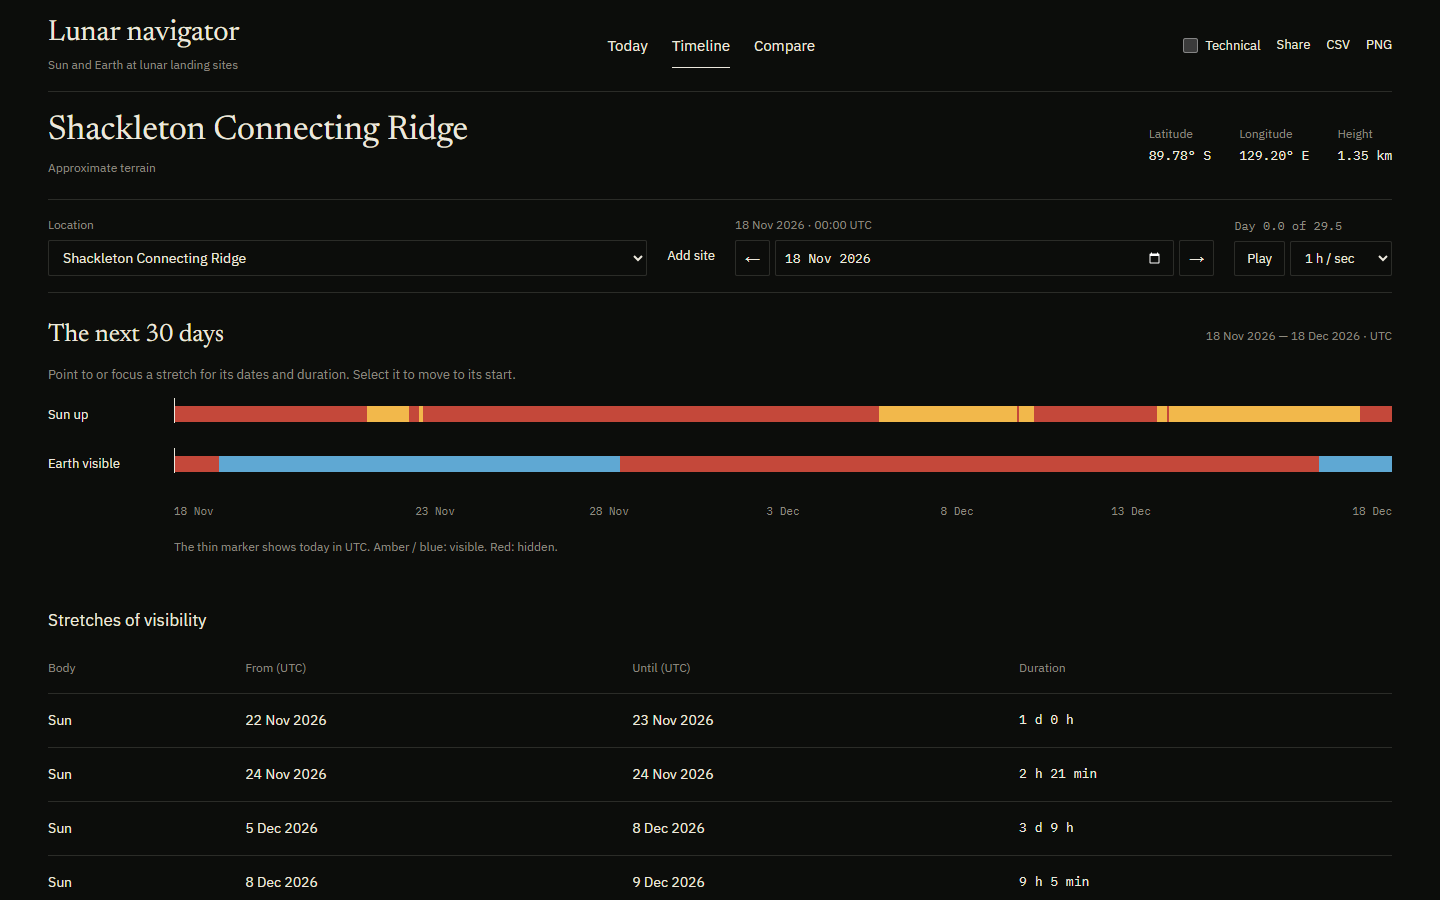 Lunar navigator
Sun and Earth at lunar landing sites
Today Timeline Compare
Technical Share CSV PNG
Shackleton Connecting Ridge
Approximate terrain
Latitude Longitude Height
89.78° S 129.20° E 1.35 km
Location
Shackleton Connecting Ridge
Add site
18 Nov 2026 · 00:00 UTC
← 18 Nov 2026 →
Day 0.0 of 29.5
Play 1 h / sec
The next 30 days
18 Nov 2026 — 18 Dec 2026 · UTC
Point to or focus a stretch for its dates and duration. Select it to move to its start.
Sun up
Earth visible
18 Nov 23 Nov 28 Nov 3 Dec 8 Dec 13 Dec 18 Dec
The thin marker shows today in UTC. Amber / blue: visible. Red: hidden.
Stretches of visibility
Body From (UTC) Until (UTC) Duration
Sun 22 Nov 2026 23 Nov 2026 1 d 0 h
Sun 24 Nov 2026 24 Nov 2026 2 h 21 min
Sun 5 Dec 2026 8 Dec 2026 3 d 9 h
Sun 8 Dec 2026 9 Dec 2026 9 h 5 min